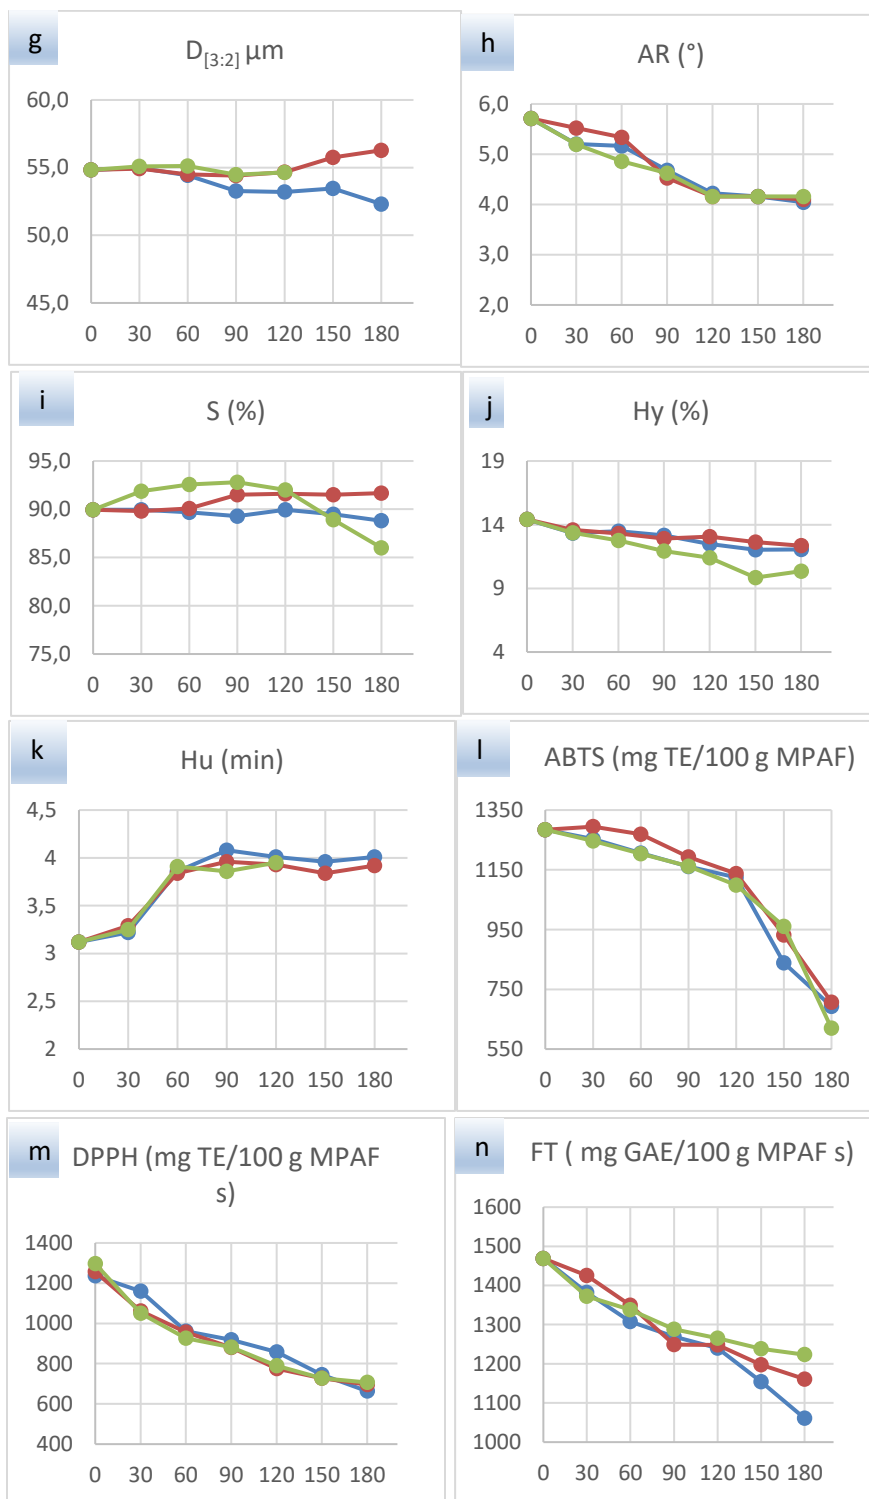 g
D[3:2] µm
60,0
55,0
50,0
45,0
0 30 60 90 120 150 180
h
AR (°)
6,0
5,0
4,0
3,0
2,0
0 30 60 90 120 150 180
i
S (%)
95,0
90,0
85,0
80,0
75,0
0 30 60 90 120 150 180
j
Hy (%)
19
14
9
4
0 30 60 90 120 150 180
k
Hu (min)
4,5
4
3,5
3
2,5
2
0 30 60 90 120 150 180
l
ABTS (mg TE/100 g MPAF)
1350
1150
950
750
550
0 30 60 90 120 150 180
m
DPPH (mg TE/100 g MPAF
s)
1400
1200
1000
800
600
400
0 30 60 90 120 150 180
n
FT ( mg GAE/100 g MPAF s)
1600
1500
1400
1300
1200
1100
1000
0 30 60 90 120 150 180